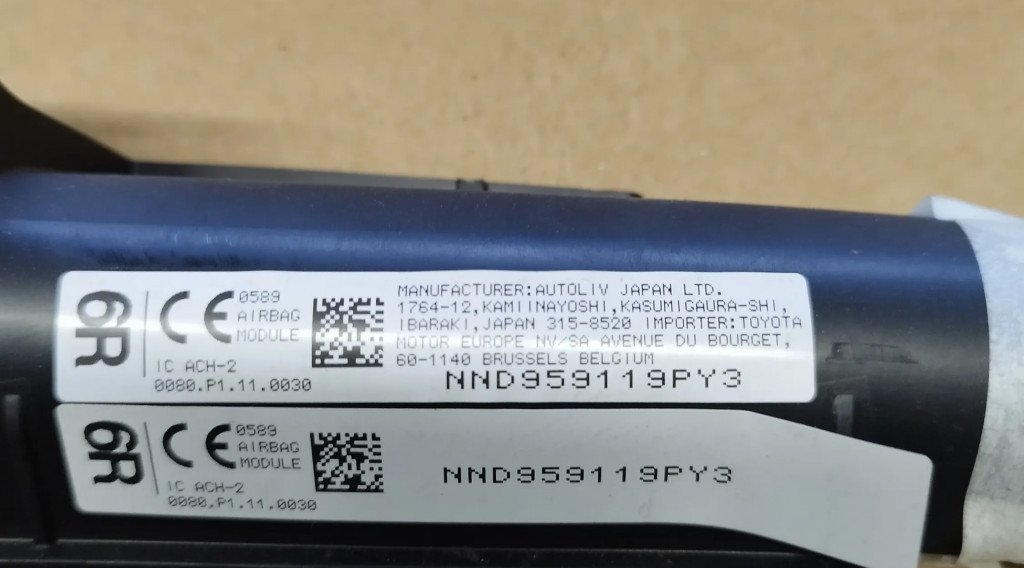 6R
CE 0589
AIRBAG
MODULE
IC ACH-2
0080.P1.11.0030
MANUFACTURER:AUTOLIV JAPAN LTD.
1764-12,KAMIINAYOSHI,KASUMIGAURA-SHI,
IBARAKI,JAPAN 315-8520 IMPORTER:TOYOTA
MOTOR EUROPE NV/SA AVENUE DU BOURGET,
60-1140 BRUSSELS BELGIUM
NND959119PY3
6R
CE 0589
AIRBAG
MODULE
IC ACH-2
0080.P1.11.0030
NND959119PY3